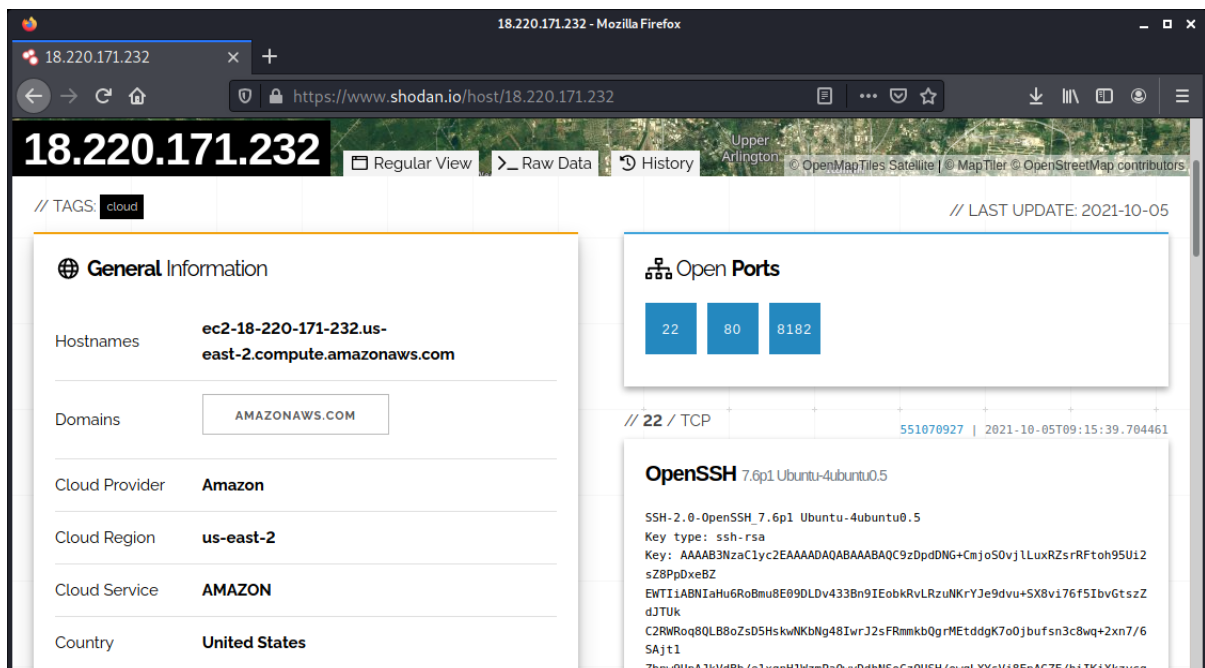 18.220.171.232 - Mozilla Firefox
18.220.171.232
https://www.shodan.io/host/18.220.171.232
18.220.171.232
Regular View
Raw Data
History
Upper
Arlington
© OpenMapTiles Satellite | © MapTiler © OpenStreetMap contributors
// TAGS: cloud
// LAST UPDATE: 2021-10-05
General Information
Hostnames
ec2-18-220-171-232.us-
east-2.compute.amazonaws.com
Domains
AMAZONAWS.COM
Cloud Provider
Amazon
Cloud Region
us-east-2
Cloud Service
AMAZON
Country
United States
Open Ports
22 80 8182
// 22 / TCP
551070927 | 2021-10-05T09:15:39.704461
OpenSSH 7.6p1 Ubuntu-4ubuntu0.5
SSH-2.0-OpenSSH_7.6p1 Ubuntu-4ubuntu0.5
Key type: ssh-rsa
Key: AAAAB3NzaC1yc2EAAAADAQABAAABAQC9zDpdDNG+CmjoSOvjlLuxRZsrRFtoh95Ui2
sZ8PpDxeBZ
EWTIiABNIaHu6RoBmu8E09DLDv433Bn9IEobkRvLRzuNKrYJe9dvu+SX8vi76f5IbvGtszZ
dJTUk
C2RWRoq8QLB8oZsD5HskwNKbNg48IwrJ2sFRmmkbQgrMEtddgK7oOjbufsn3c8wq+2xn7/6
SAjt1